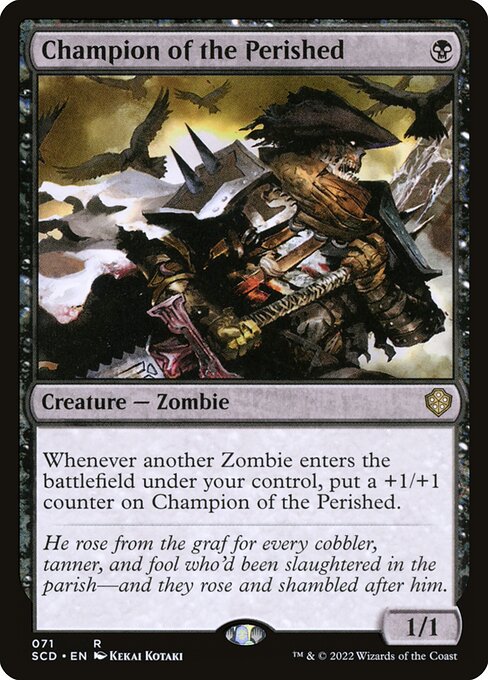 Champion of the Perished
Creature — Zombie
Whenever another Zombie enters the
battlefield under your control, put a +1/+1
counter on Champion of the Perished.
He rose from the graf for every cobbler,
tanner, and fool who'd been slaughtered in the
parish—and they rose and shambled after him.
1/1
071 R
SCD • EN Kekai Kotaki
™ & © 2022 Wizards of the Coast